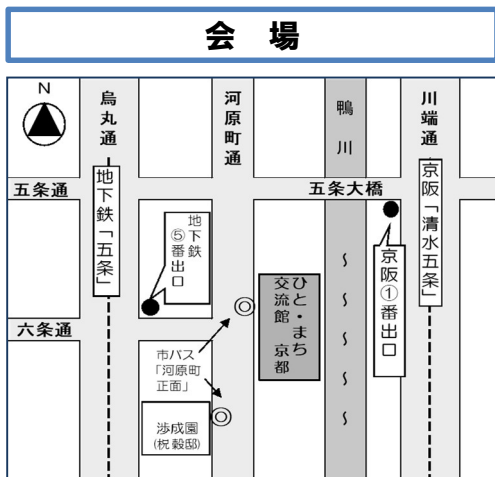 会 場
N
烏丸通
河原町通
鴨川
川端通
五条通
五条大橋
地下鉄「五条」
地下鉄
⑤番出口
京阪「清水五条」
京阪①番出口
ひと・まち
交流館 京都
六条通
市バス
「河原町
正面」
渉成園
(枳穀邸)